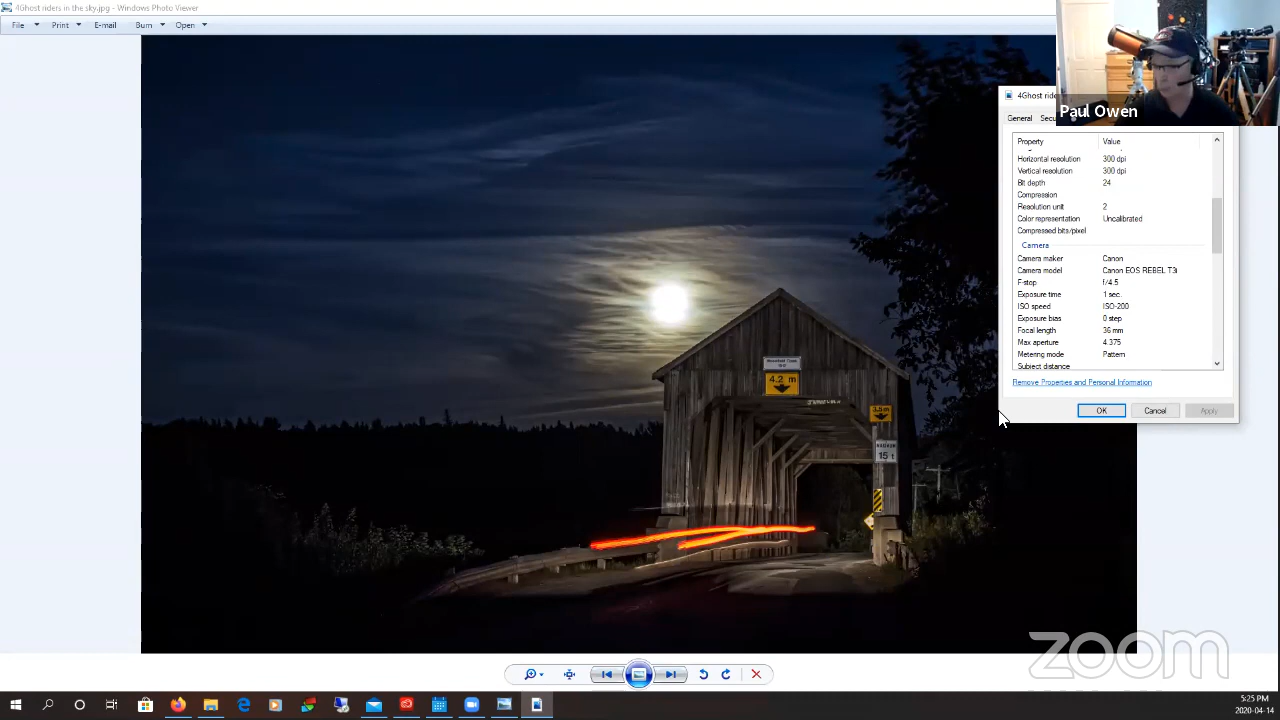 4Ghost riders in the sky.jpg - Windows Photo Viewer
File Print E-mail Burn Open
Paul Owen
4Ghost ride
General Secu
Property Value
Horizontal resolution 300 dpi
Vertical resolution 300 dpi
Bit depth 24
Compression
Resolution unit 2
Color representation Uncalibrated
Compressed bits/pixel
Camera
Camera maker Canon
Camera model Canon EOS REBEL T3i
F-stop f/4.5
Exposure time 1 sec.
ISO speed ISO-200
Exposure bias 0 step
Focal length 36 mm
Max aperture 4.375
Metering mode Pattern
Subject distance
Remove Properties and Personal Information
OK Cancel Apply
4.2 m
15 t
zoom
5:25 PM
2020-04-14